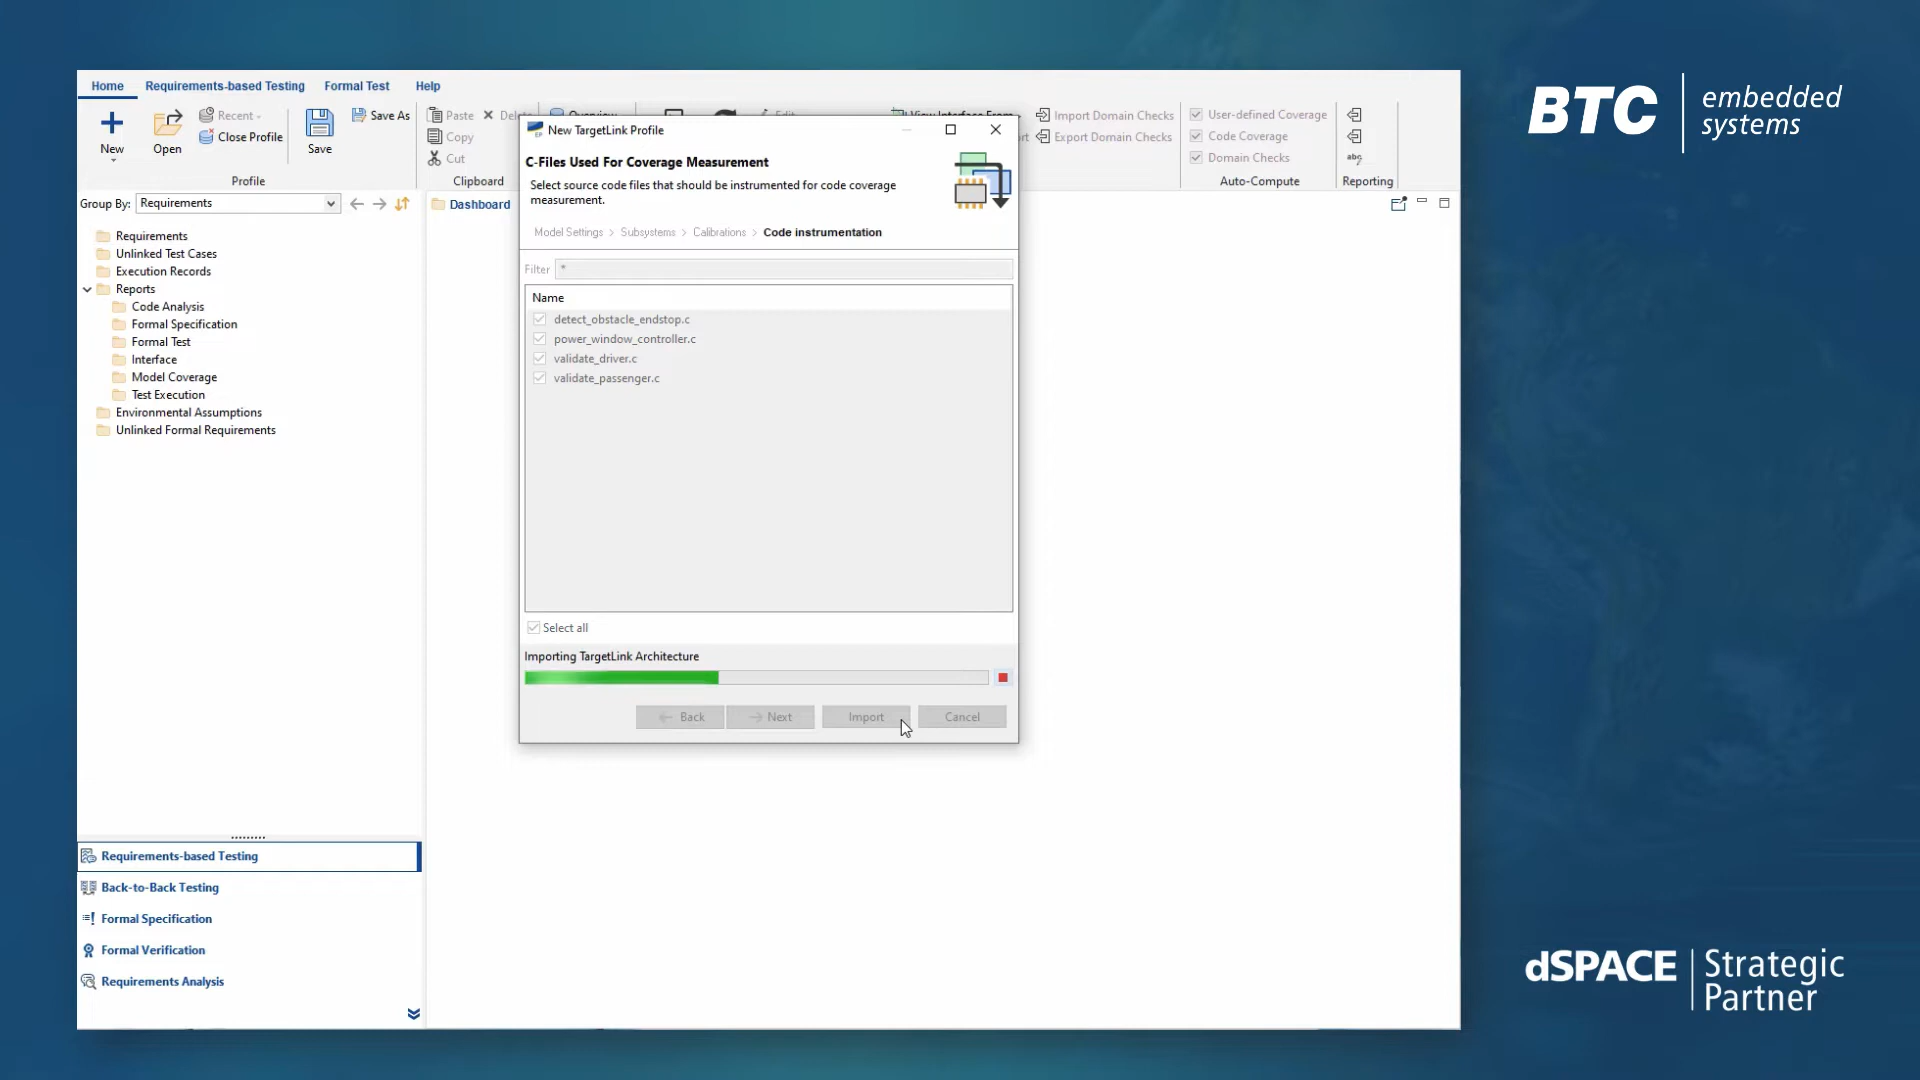 Home Requirements-based Testing Formal Test Help
New
Open
Recent
Close Profile
Save
Save As
Profile
Paste
Copy
Cut
Clipboard
Edit
View Interface From
Import Domain Checks
Export Domain Checks
User-defined Coverage
Code Coverage
Domain Checks
Auto-Compute
abc
Reporting
Group By: Requirements
Requirements
Unlinked Test Cases
Execution Records
Reports
Code Analysis
Formal Specification
Formal Test
Interface
Model Coverage
Test Execution
Environmental Assumptions
Unlinked Formal Requirements
Requirements-based Testing
Back-to-Back Testing
Formal Specification
Formal Verification
Requirements Analysis
Dashboard
New TargetLink Profile
C-Files Used For Coverage Measurement
Select source code files that should be instrumented for code coverage
measurement.
Model Settings > Subsystems > Calibrations > Code instrumentation
Filter *
Name
detect_obstacle_endstop.c
power_window_controller.c
validate_driver.c
validate_passenger.c
Select all
Importing TargetLink Architecture
Back Next Import Cancel
BTC embedded
systems
dSPACE Strategic
Partner